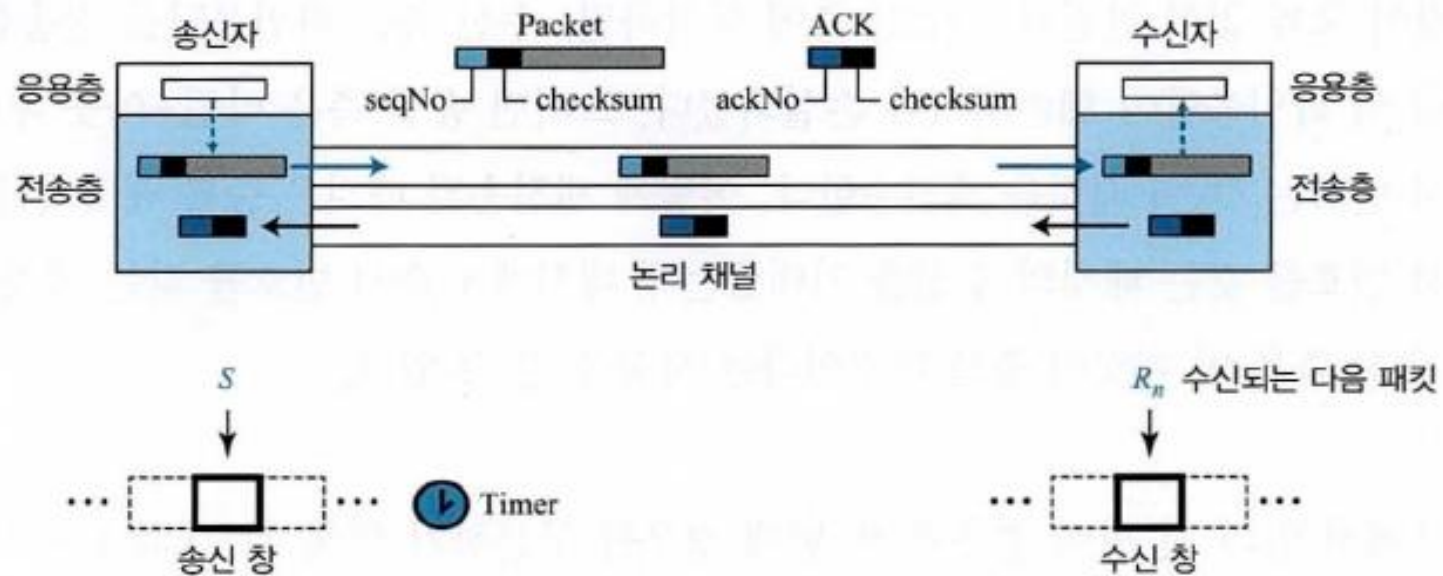 송신자 Packet ACK 수신자
응용층 seqNo checksum ackNo checksum 응용층
전송층 전송층
논리 채널
S Rn 수신되는 다음 패킷
... ... Timer ... ...
송신 창 수신 창